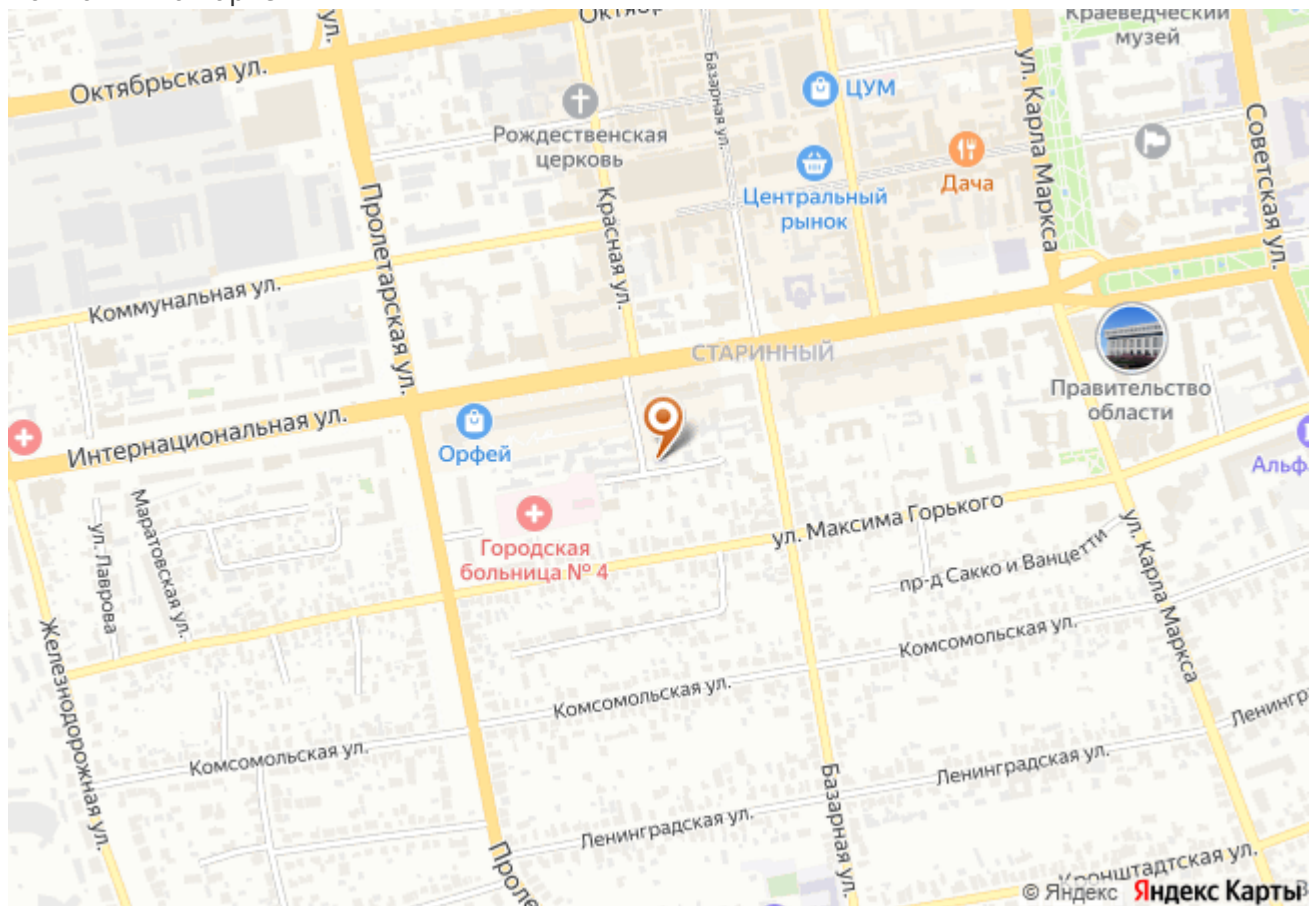 Октябрьская ул.
ул.
Краеведческий
музей
ул. Карла Маркса
Советская ул.
Базарная ул.
ЦУМ
Рождественская
церковь
Дача
Центральный
рынок
Пролетарская ул.
Красная ул.
Коммунальная ул.
СТАРИННЫЙ
Правительство
области
Интернациональная ул.
Орфей
Городская
больница № 4
ул. Максима Горького
пр-д Сакко и Ванцетти
ул. Карла Маркса
ул. Лаврова
Маратовская ул.
Железнодорожная ул.
Комсомольская ул.
Комсомольская ул.
Комсомольская ул.
Ленинградская ул.
Ленинградская ул.
Базарная ул.
Кронштадтская ул.
© Яндекс Яндекс Карты